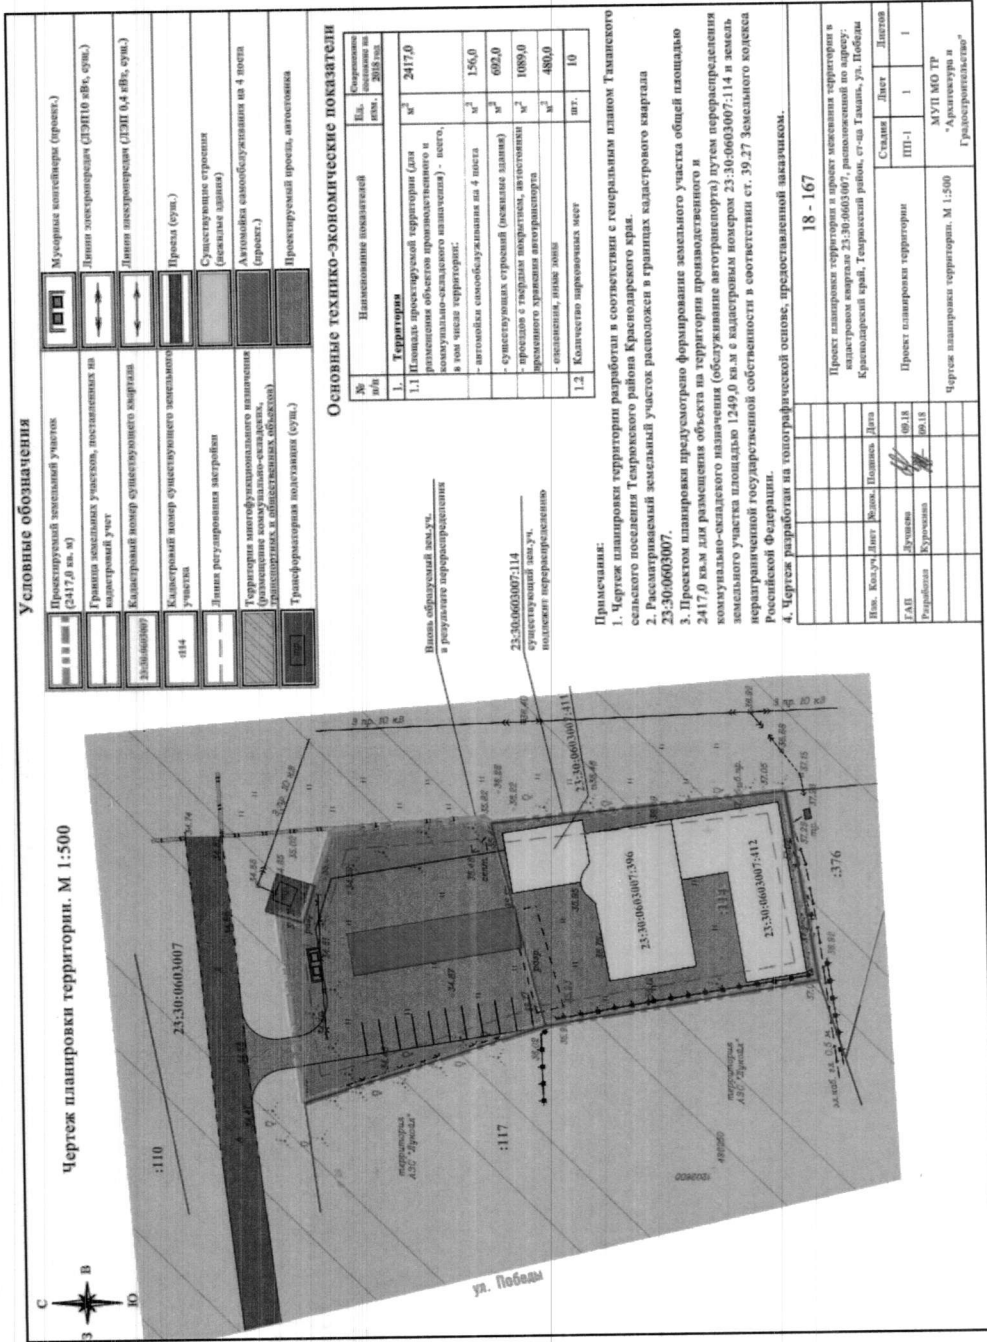 Чертеж планировки территории. М 1:500
С
З
В
Ю
:110
23:30:0603007
:117
территория
АЗС "Лукойл"
территория
АЗС "Лукойл"
ул. Победы
23:30:0603007:396
23:30:0603007:411
23:30:0603007:412
:114
:376
Вновь образуемый зем.уч.
в результате перераспределения
23:30:0603007:114
существующий зем.уч.
подлежит перераспределению
Условные обозначения
Проектируемый земельный участок
(2417,0 кв. м)
Граница земельных участков, поставленных на
кадастровый учет
23:30:0603007
Кадастровый номер существующего квартала
:114
Кадастровый номер существующего земельного
участка
Линия регулирования застройки
Территория многофункционального назначения
(размещение коммунально-складских,
транспортных и общественных объектов)
Трансформаторная подстанция (сущ.)
Мусорные контейнеры (проект.)
Линии электропередач (ЛЭП10 кВт, сущ.)
Линии электропередач (ЛЭП 0,4 кВт, сущ.)
Проезд (сущ.)
Существующие строения
(нежилые здания)
Автомойка самообслуживания на 4 поста
(проект.)
Проектируемый проезд, автостоянка
Основные технико-экономические показатели
№ п/п Наименование показателей Ед. изм. Современное состояние на 2018 год
1. Территория
1.1 Площадь проектируемой территории (для м² 2417,0
размещения объектов производственного и
коммунально-складского назначения) - всего,
в том числе территории:
- автомойки самообслуживания на 4 поста м² 156,0
- существующих строений (нежилые здания) м² 692,0
- проездов с твердым покрытием, автостоянки м² 1089,0
временного хранения автотранспорта
- озеленения, иные зоны м² 480,0
1.2 Количество парковочных мест шт. 10
Примечания:
1. Чертеж планировки территории разработан в соответствии с генеральным планом Таманского
сельского поселения Темрюкского района Краснодарского края.
2. Рассматриваемый земельный участок расположен в границах кадастрового квартала
23:30:0603007.
3. Проектом планировки предусмотрено формирование земельного участка общей площадью
2417,0 кв.м для размещения объекта на территории производственного и
коммунально-складского назначения (обслуживание автотранспорта) путем перераспределения
земельного участка площадью 1249,0 кв.м с кадастровым номером 23:30:0603007:114 и земель
неразграниченной государственной собственности в соответствии ст. 39.27 Земельного кодекса
Российской Федерации.
4. Чертеж разработан на топографической основе, предоставленной заказчиком.
18 - 167
Проект планировки территории и проект межевания территории в
кадастровом квартале 23:30:0603007, расположенной по адресу:
Краснодарский край, Темрюкский район, ст-ца Тамань, ул. Победы
Изм. Кол.уч. Лист №док. Подпись Дата
ГАП Лучнева 09.18
Разработал Курочкина 09.18
Проект планировки территории
Стадия Лист Листов
ПП-1 1 1
Чертеж планировки территории. М 1:500
МУП МО ТР
"Архитектура и
Градостроительство"